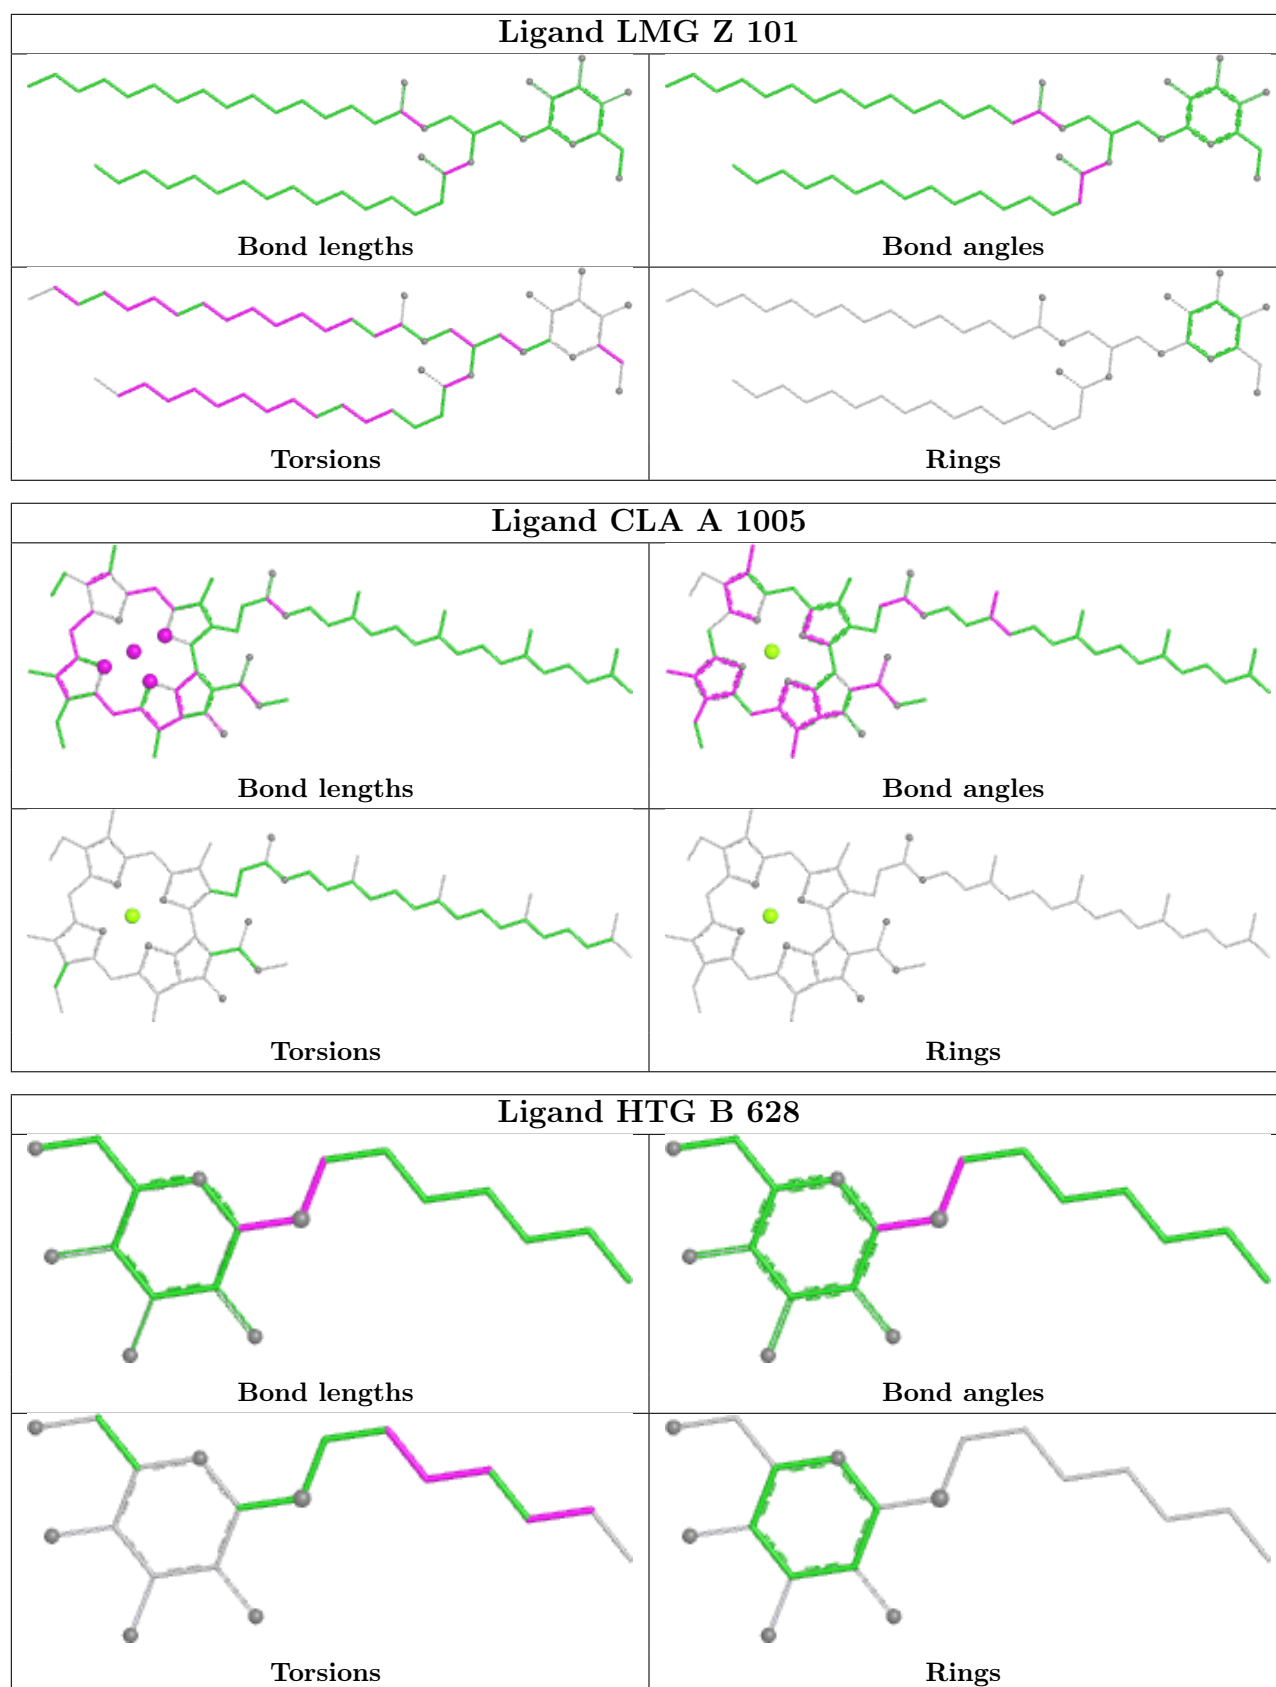 Ligand LMG Z 101
Bond lengths
Bond angles
Torsions
Rings
Ligand CLA A 1005
Bond lengths
Bond angles
Torsions
Rings
Ligand HTG B 628
Bond lengths
Bond angles
Torsions
Rings